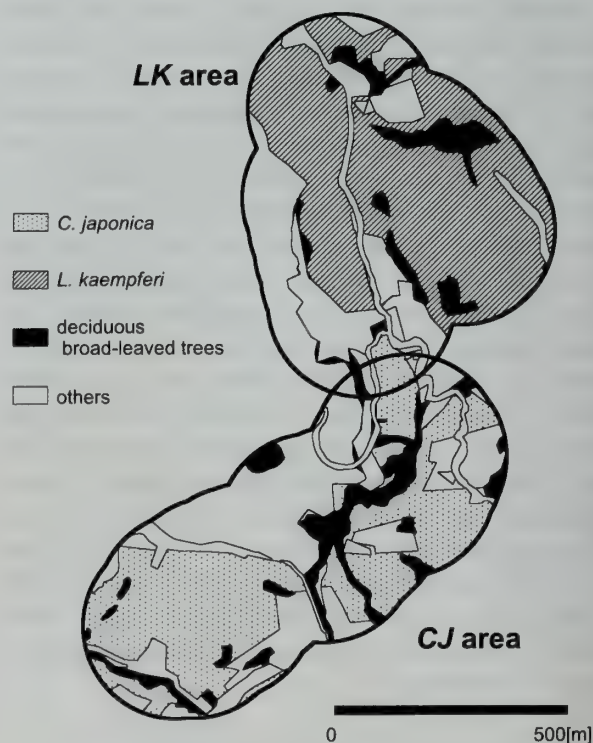 LK area
C. japonica
L. kaempferi
deciduous
broad-leaved trees
others
CJ area
0 500[m]